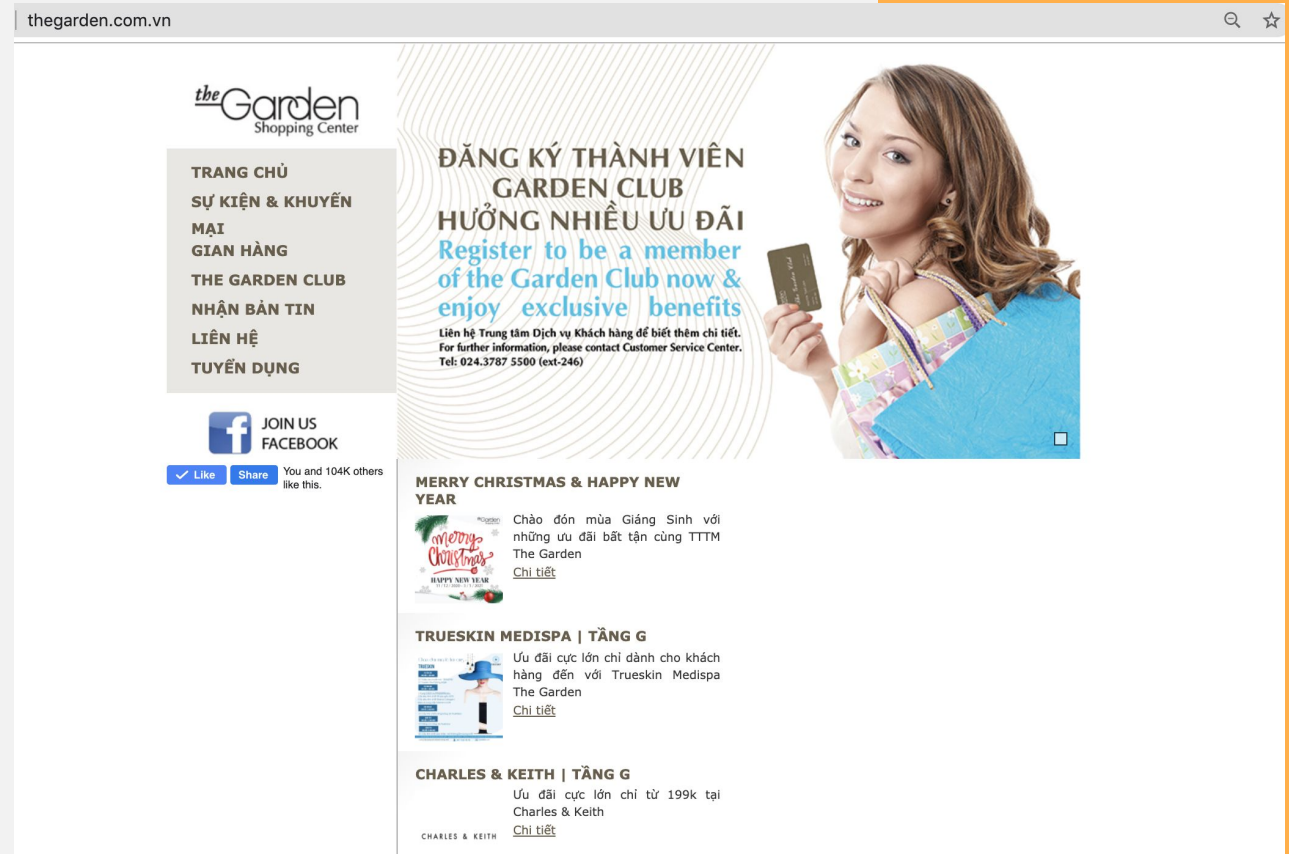 thegarden.com.vn
the Garden
Shopping Center
TRANG CHỦ
SỰ KIỆN & KHUYẾN
MẠI
GIAN HÀNG
THE GARDEN CLUB
NHẬN BẢN TIN
LIÊN HỆ
TUYỂN DỤNG
JOIN US
FACEBOOK
Like Share You and 104K others
like this.
ĐĂNG KÝ THÀNH VIÊN
GARDEN CLUB
HƯỞNG NHIỀU ƯU ĐÃI
Register to be a member
of the Garden Club now &
enjoy exclusive benefits
Liên hệ Trung tâm Dịch vụ Khách hàng để biết thêm chi tiết.
For further information, please contact Customer Service Center.
Tel: 024.3787 5500 (ext-246)
The Garden Club
MERRY CHRISTMAS & HAPPY NEW
YEAR
Garden
Merry
Christmas
HAPPY NEW YEAR
Chào đón mùa Giáng Sinh với
những ưu đãi bất tận cùng TTTM
The Garden
Chi tiết
TRUESKIN MEDISPA | TẦNG G
TRUESKIN
Ưu đãi cực lớn chỉ dành cho khách
hàng đến với Trueskin Medispa
The Garden
Chi tiết
CHARLES & KEITH | TẦNG G
CHARLES & KEITH
Ưu đãi cực lớn chỉ từ 199k tại
Charles & Keith
Chi tiết